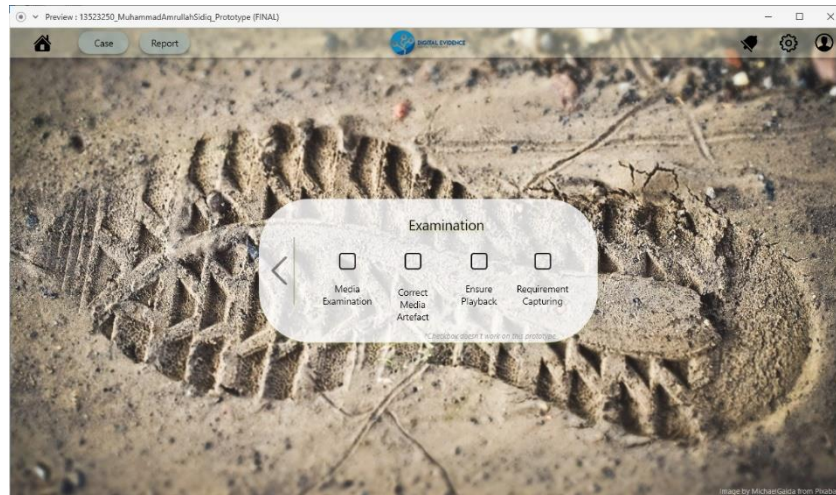 Preview : 13523250_MuhammadAmrullahSidiq_Prototype (FINAL)
Case
Report
DIGITAL EVIDENCE
Examination
Media
Examination
Correct
Media
Artefact
Ensure
Playback
Requirement
Capturing
*Checkbox doesn't work on this prototype
Image by MichaelGaida from Pixabay